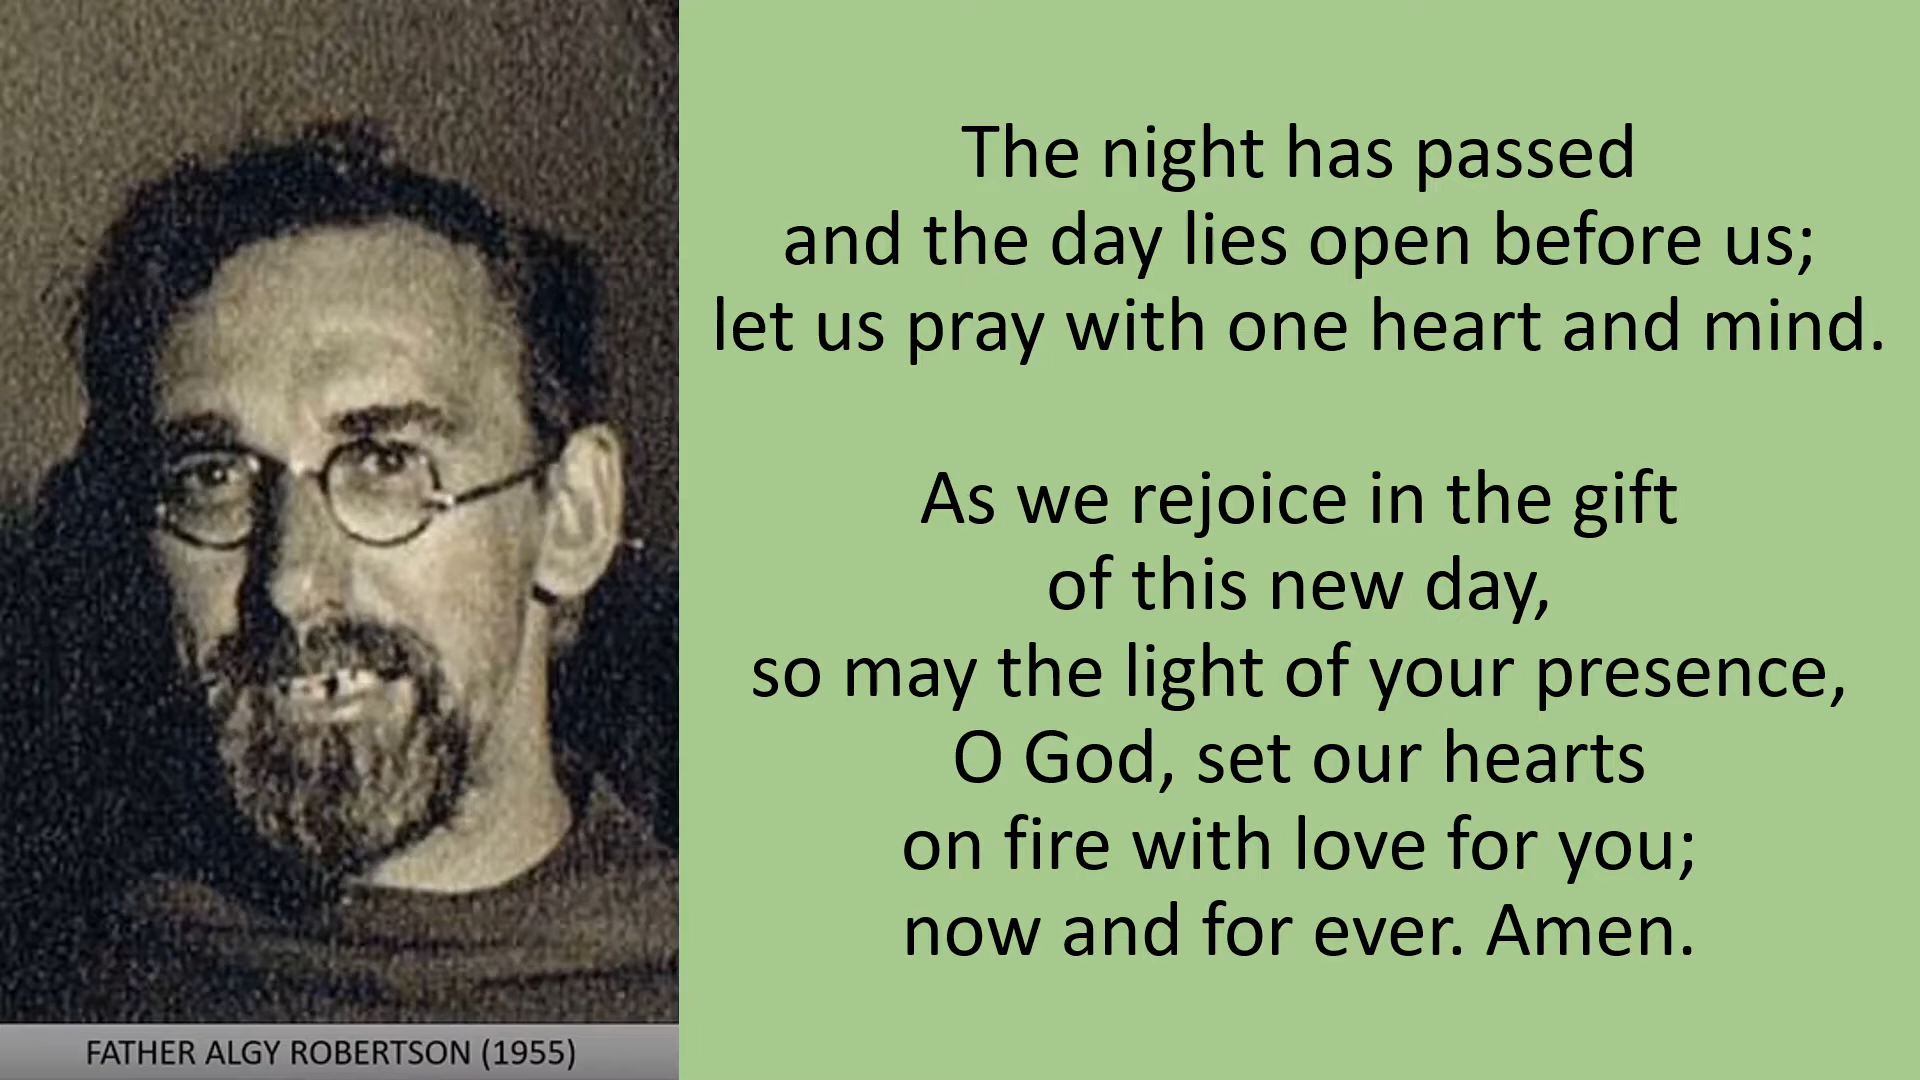 The night has passed
and the day lies open before us;
let us pray with one heart and mind.
As we rejoice in the gift
of this new day,
so may the light of your presence,
O God, set our hearts
on fire with love for you;
now and for ever. Amen.
FATHER ALGY ROBERTSON (1955)